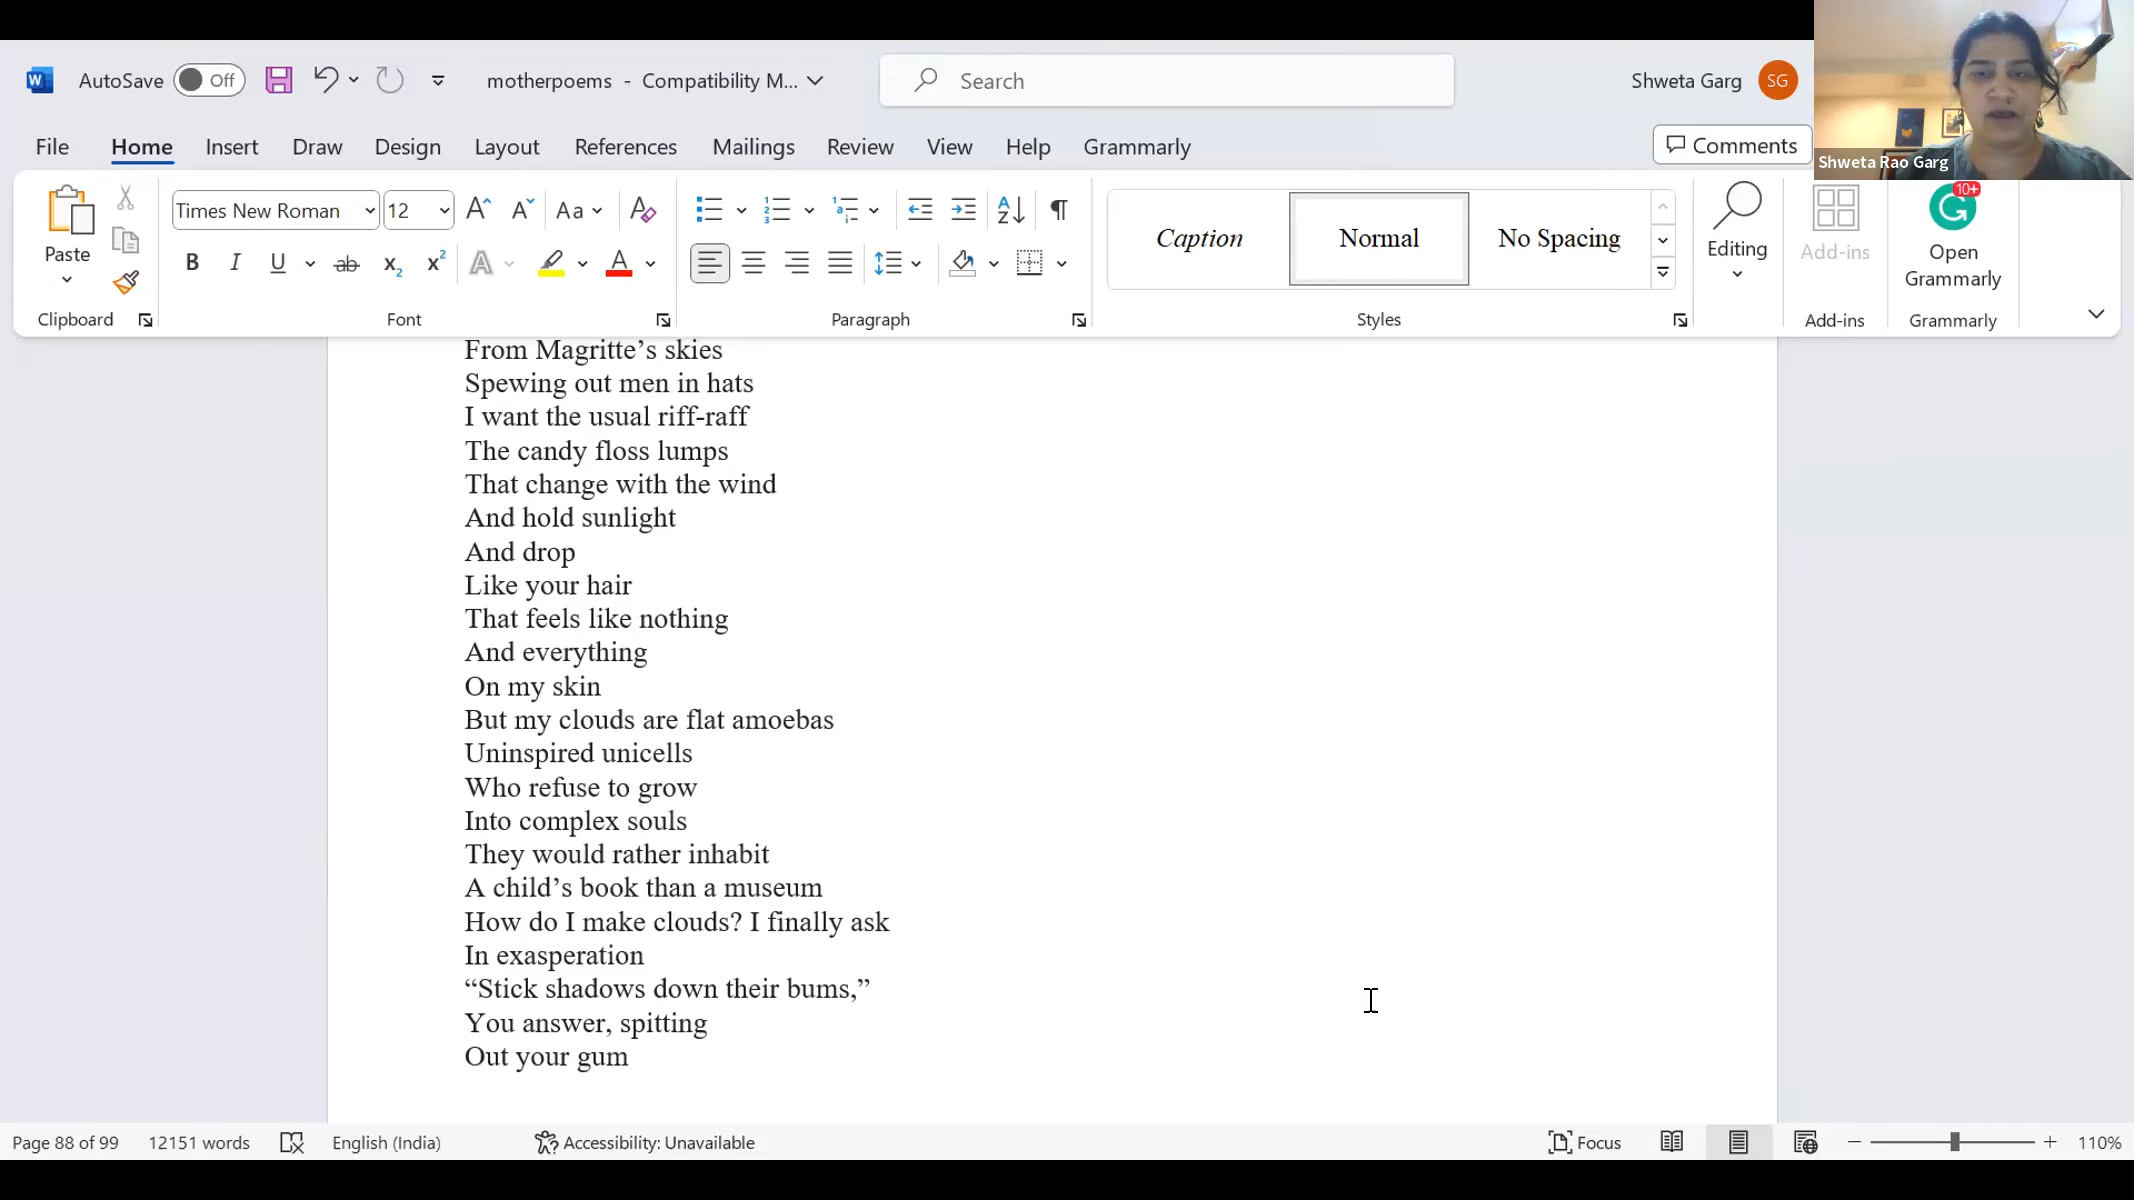 AutoSave Off motherpoems - Compatibility M... Search Shweta Garg SG
File Home Insert Draw Design Layout References Mailings Review View Help Grammarly Comments
Shweta Rao Garg
Paste
Clipboard
Times New Roman 12
Aa
B I U ab x2 x2 A A
Font
Paragraph
Caption Normal No Spacing
Styles
Editing
Add-ins
Add-ins
10+
Open
Grammarly
Grammarly
From Magritte’s skies
Spewing out men in hats
I want the usual riff-raff
The candy floss lumps
That change with the wind
And hold sunlight
And drop
Like your hair
That feels like nothing
And everything
On my skin
But my clouds are flat amoebas
Uninspired unicells
Who refuse to grow
Into complex souls
They would rather inhabit
A child’s book than a museum
How do I make clouds? I finally ask
In exasperation
“Stick shadows down their bums,”
You answer, spitting
Out your gum
Page 88 of 99 12151 words English (India) Accessibility: Unavailable Focus 110%